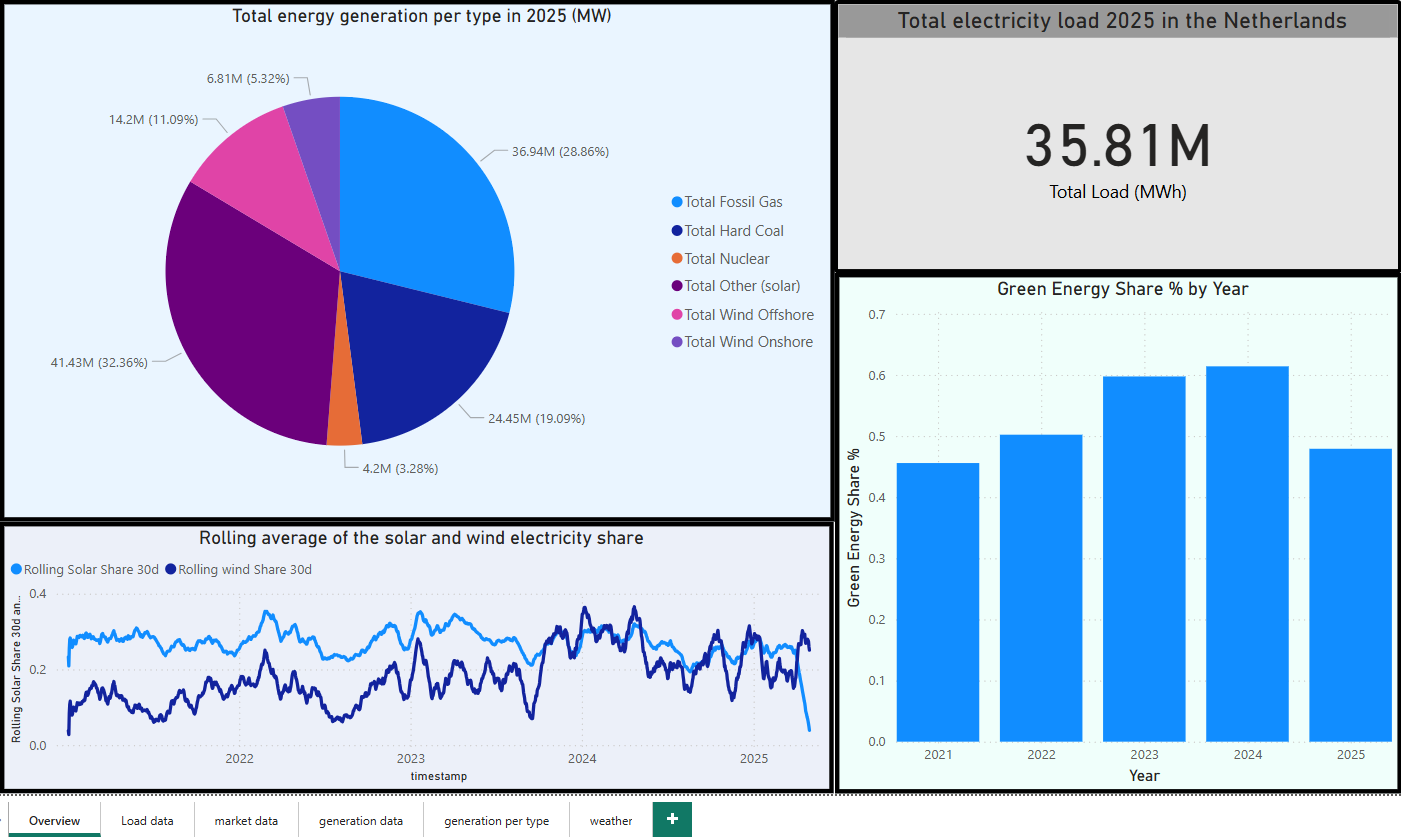 Total energy generation per type in 2025 (MW)
6.81M (5.32%)
14.2M (11.09%)
36.94M (28.86%)
41.43M (32.36%)
24.45M (19.09%)
4.2M (3.28%)
Total Fossil Gas
Total Hard Coal
Total Nuclear
Total Other (solar)
Total Wind Offshore
Total Wind Onshore
Total electricity load 2025 in the Netherlands
35.81M
Total Load (MWh)
Rolling average of the solar and wind electricity share
Rolling Solar Share 30d Rolling wind Share 30d
Rolling Solar Share 30d an...
0.4
0.2
0.0
2022 2023 2024 2025
timestamp
Green Energy Share % by Year
Green Energy Share %
0.7
0.6
0.5
0.4
0.3
0.2
0.1
0.0
2021 2022 2023 2024 2025
Year
Overview Load data market data generation data generation per type weather +